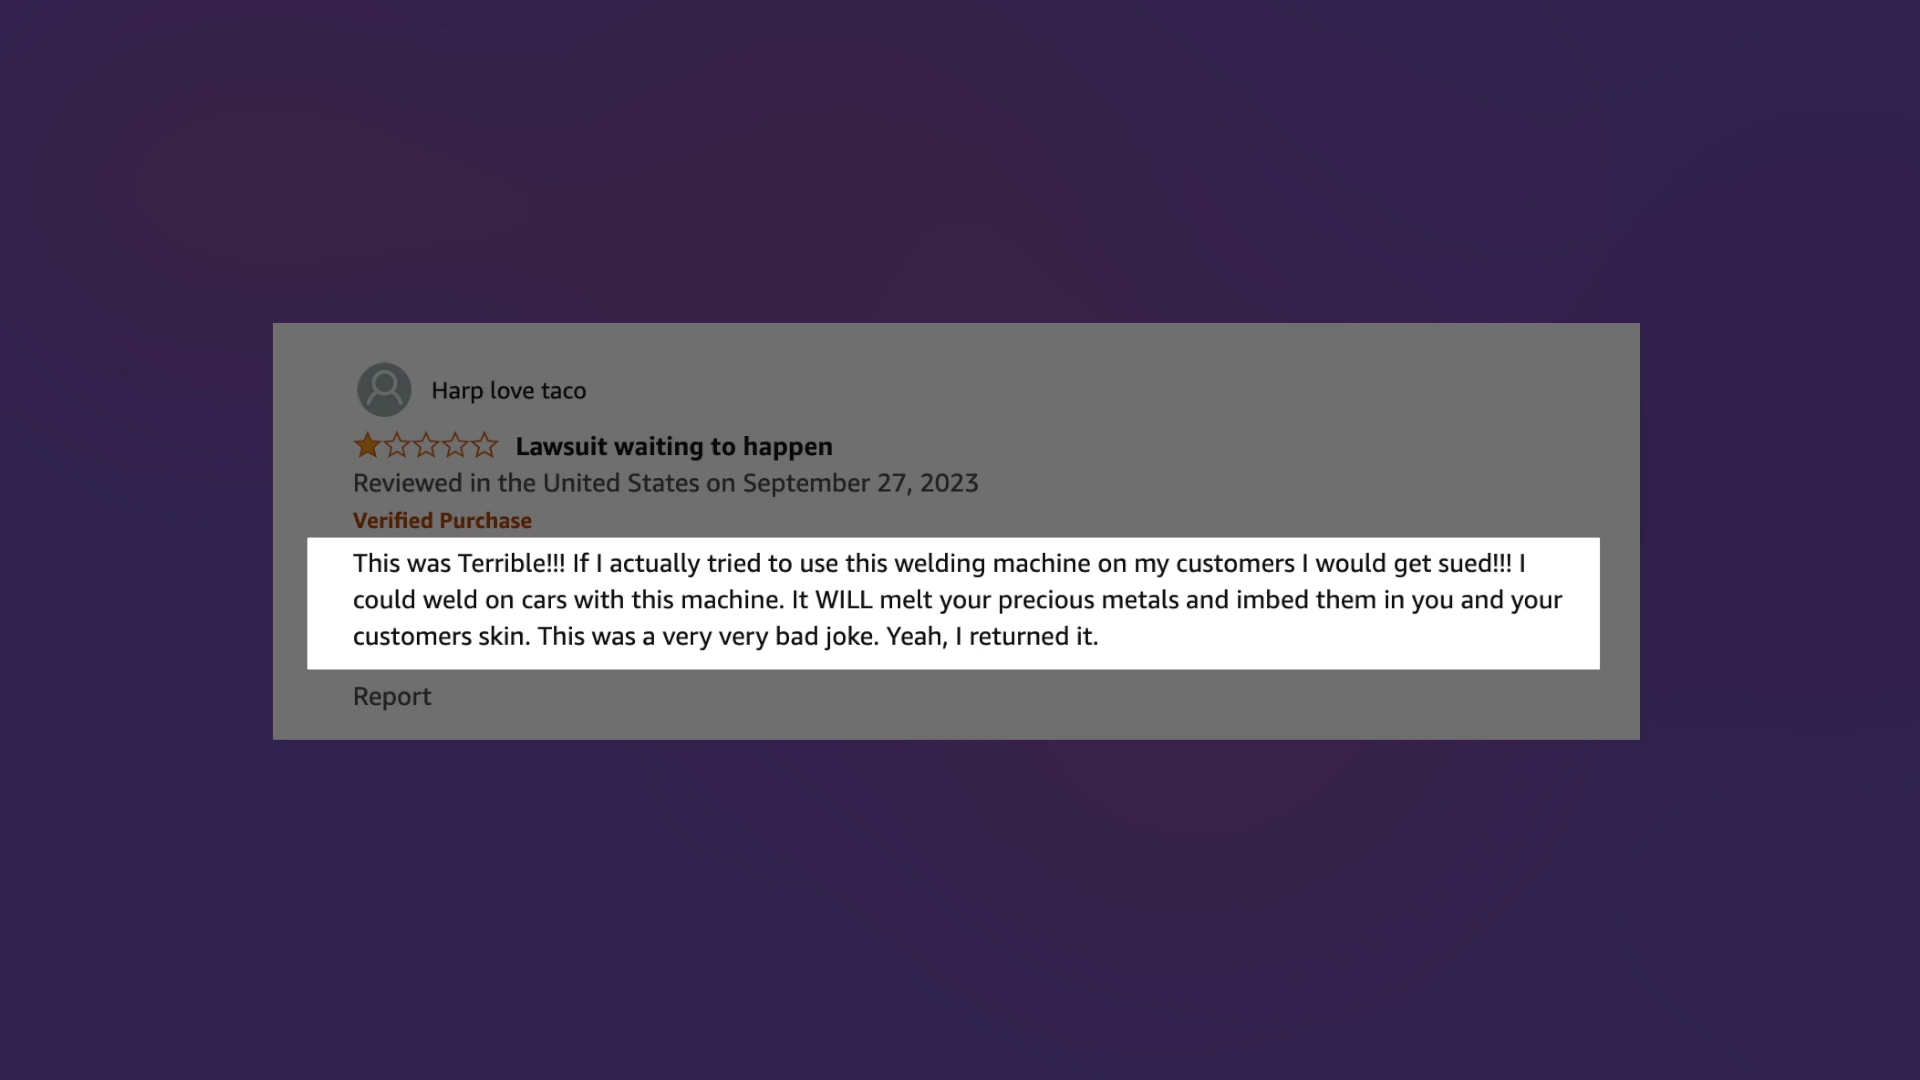 Harp love taco
Lawsuit waiting to happen
Reviewed in the United States on September 27, 2023
Verified Purchase
This was Terrible!!! If I actually tried to use this welding machine on my customers I would get sued!!! I
could weld on cars with this machine. It WILL melt your precious metals and imbed them in you and your
customers skin. This was a very very bad joke. Yeah, I returned it.
Report